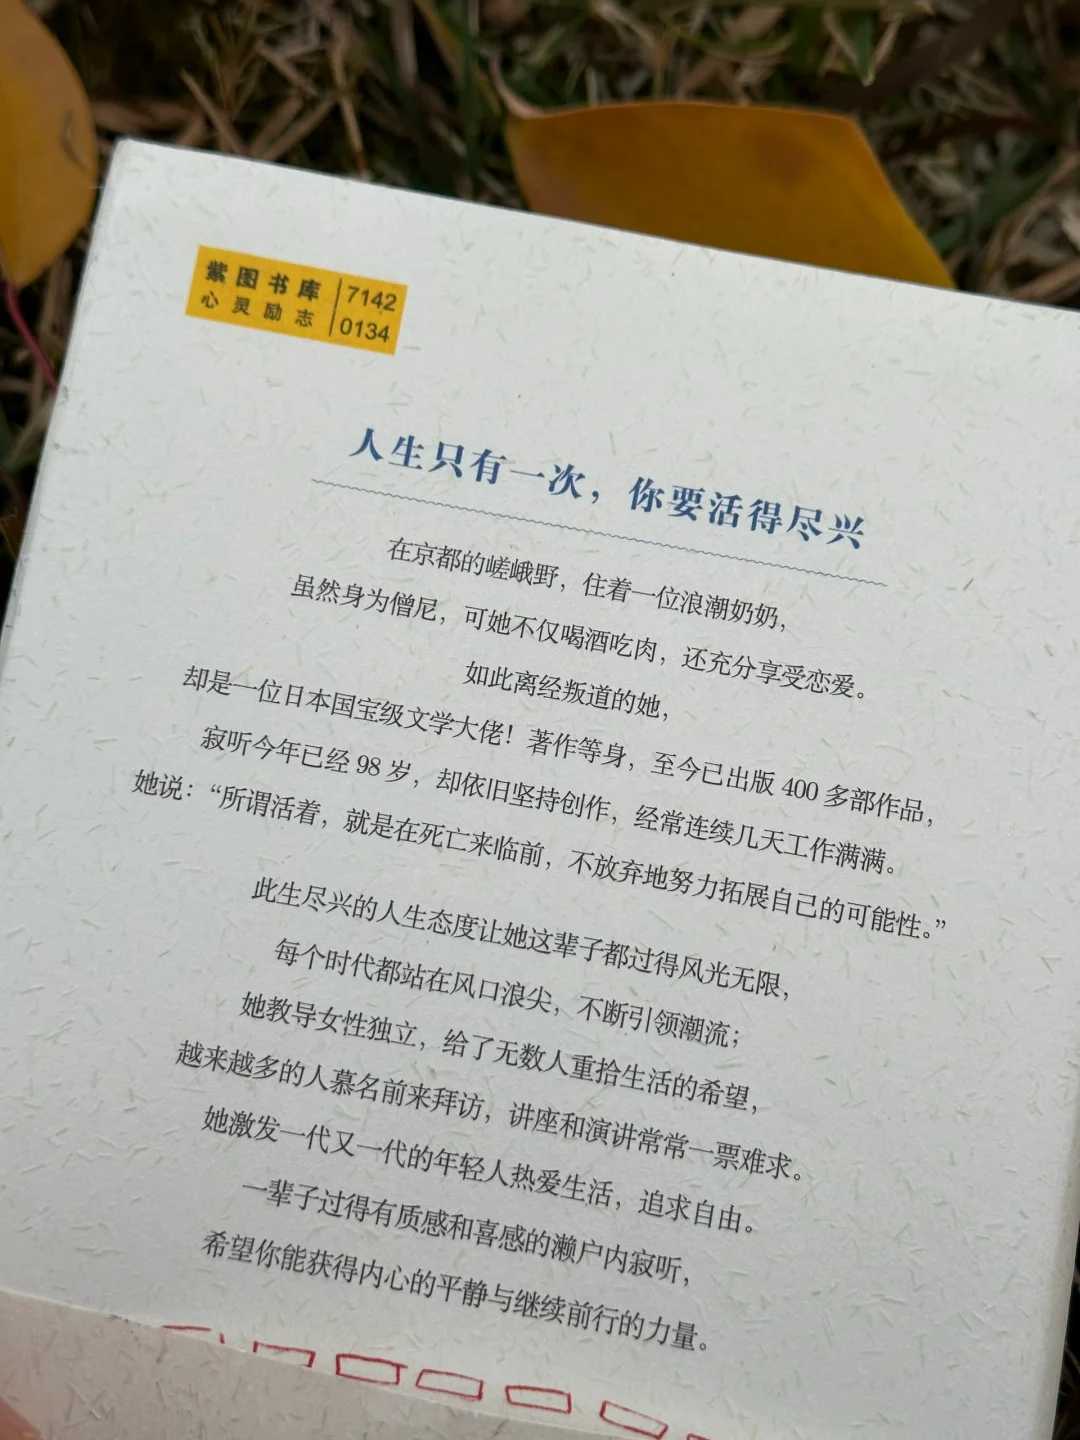 紫图书库
心灵励志
7142
0134
人生只有一次，你要活得尽兴
在京都的嵯峨野，住着一位浪潮奶奶，
虽然身为僧尼，可她不仅喝酒吃肉，还充分享受恋爱。
如此离经叛道的她，
却是一位日本国宝级文学大佬！著作等身，至今已出版 400 多部作品，
寂听今年已经 98 岁，却依旧坚持创作，经常连续几天工作满满。
她说：“所谓活着，就是在死亡来临前，不放弃地努力拓展自己的可能性。”
此生尽兴的人生态度让她这辈子都过得风光无限，
每个时代都站在风口浪尖，不断引领潮流；
她教导女性独立，给了无数人重拾生活的希望，
越来越多的人慕名前来拜访，讲座和演讲常常一票难求。
她激发一代又一代的年轻人热爱生活，追求自由。
一辈子过得有质感和喜感的濑户内寂听，
希望你能获得内心的平静与继续前行的力量。